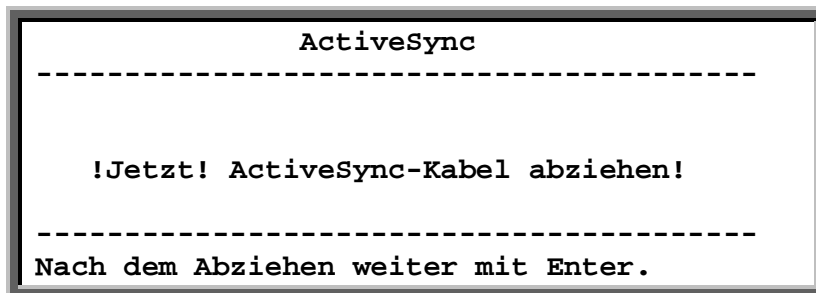 ActiveSync
-----------------------------------------
!Jetzt! ActiveSync-Kabel abziehen!
-----------------------------------------
Nach dem Abziehen weiter mit Enter.